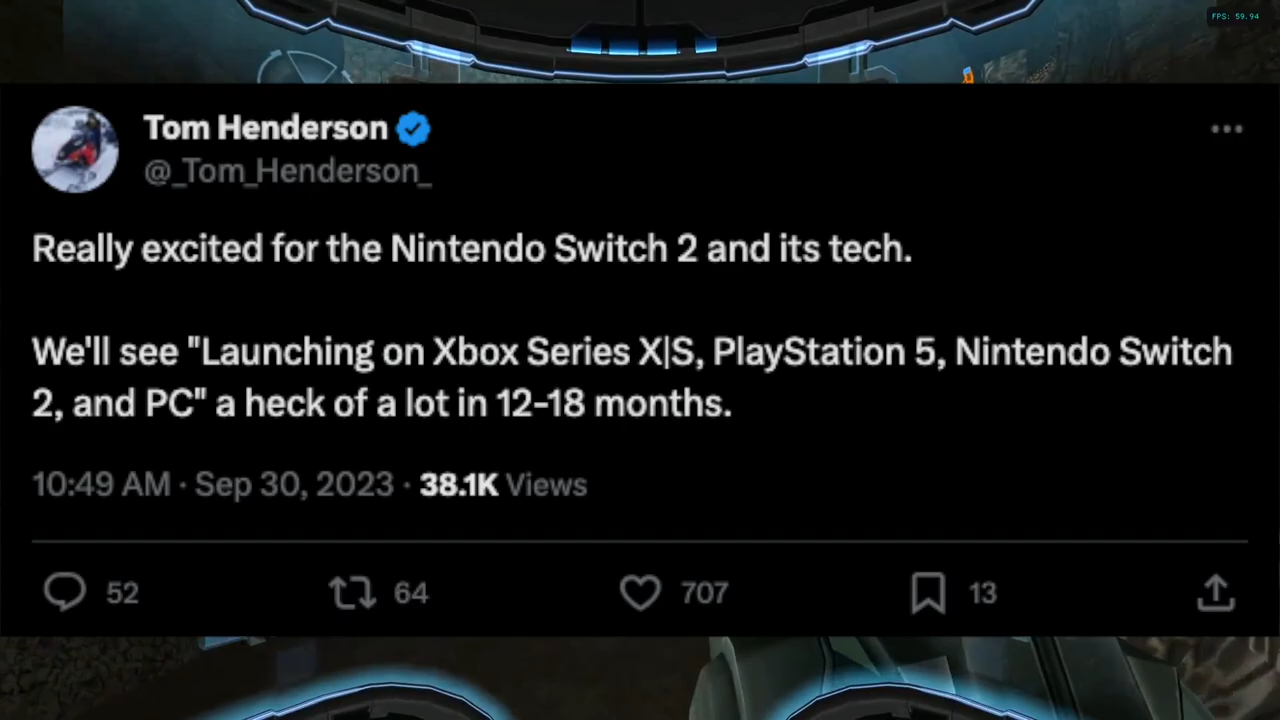 FPS: 59.94
Tom Henderson
@_Tom_Henderson_
Really excited for the Nintendo Switch 2 and its tech.
We'll see "Launching on Xbox Series X|S, PlayStation 5, Nintendo Switch
2, and PC" a heck of a lot in 12-18 months.
10:49 AM · Sep 30, 2023 · 38.1K Views
52 64 707 13